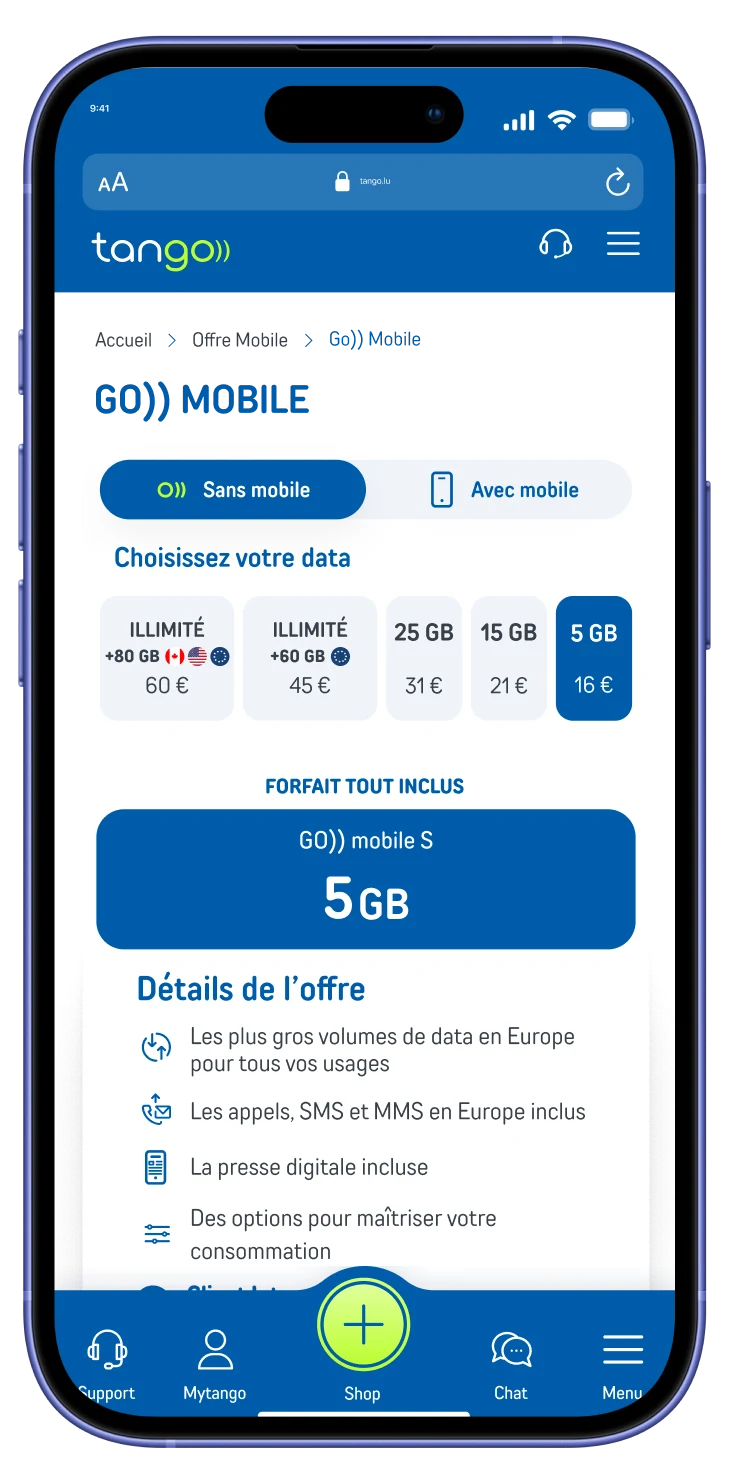 9:41
AA
tango.lu
tango))
Accueil > Offre Mobile > Go)) Mobile
GO)) MOBILE
O)) Sans mobile
Avec mobile
Choisissez votre data
ILLIMITÉ
+80 GB
60 €
ILLIMITÉ
+60 GB
45 €
25 GB
31 €
15 GB
21 €
5 GB
16 €
FORFAIT TOUT INCLUS
GO)) mobile S
5 GB
Détails de l’offre
Les plus gros volumes de data en Europe
pour tous vos usages
Les appels, SMS et MMS en Europe inclus
La presse digitale incluse
Des options pour maîtriser votre
consommation
Support
Mytango
Shop
Chat
Menu